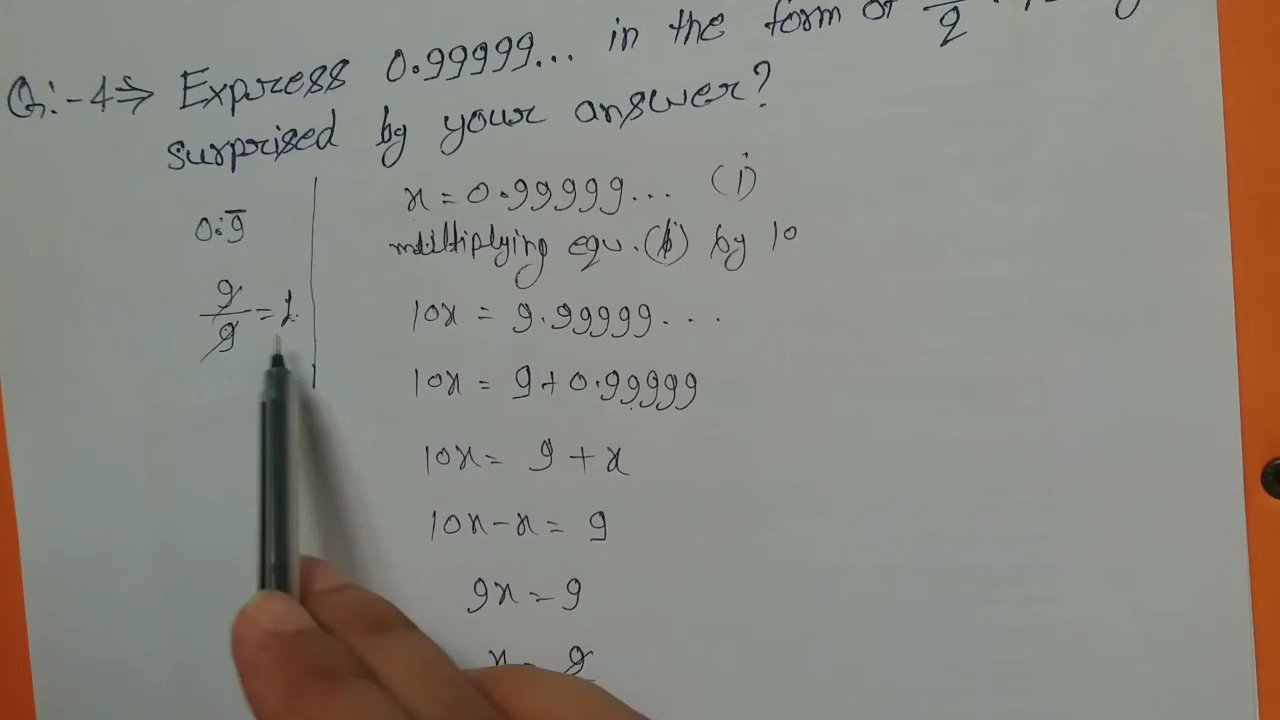 Q:-4⇒ Express 0.99999... in the form of
q
surprised by your answer?
0.9̅
9/9 = 1.
x = 0.99999... (i)
multiplying equ. (i) by 10
10x = 9.99999...
10x = 9+0.99999
10x = 9 + x
10x-x = 9
9x = 9
x = 9